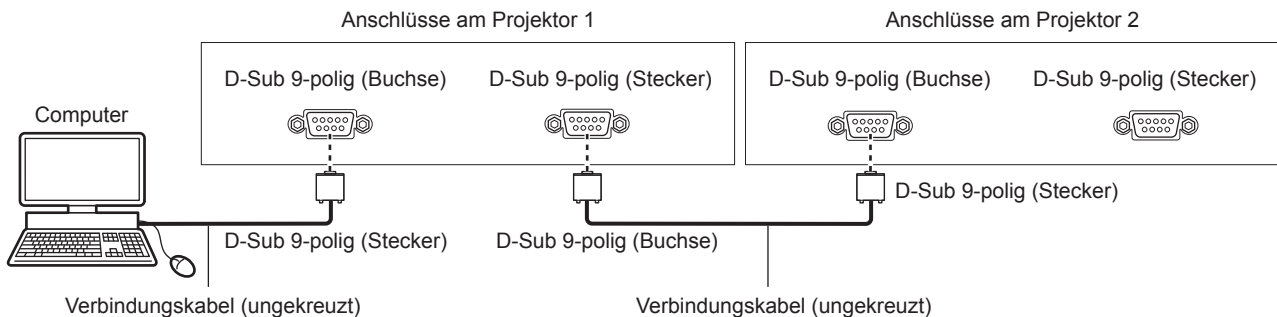 Anschlüsse am Projektor 1
Anschlüsse am Projektor 2
D-Sub 9-polig (Buchse)
D-Sub 9-polig (Stecker)
D-Sub 9-polig (Buchse)
D-Sub 9-polig (Stecker)
Computer
D-Sub 9-polig (Stecker)
D-Sub 9-polig (Stecker)
D-Sub 9-polig (Buchse)
Verbindungskabel (ungekreuzt)
Verbindungskabel (ungekreuzt)